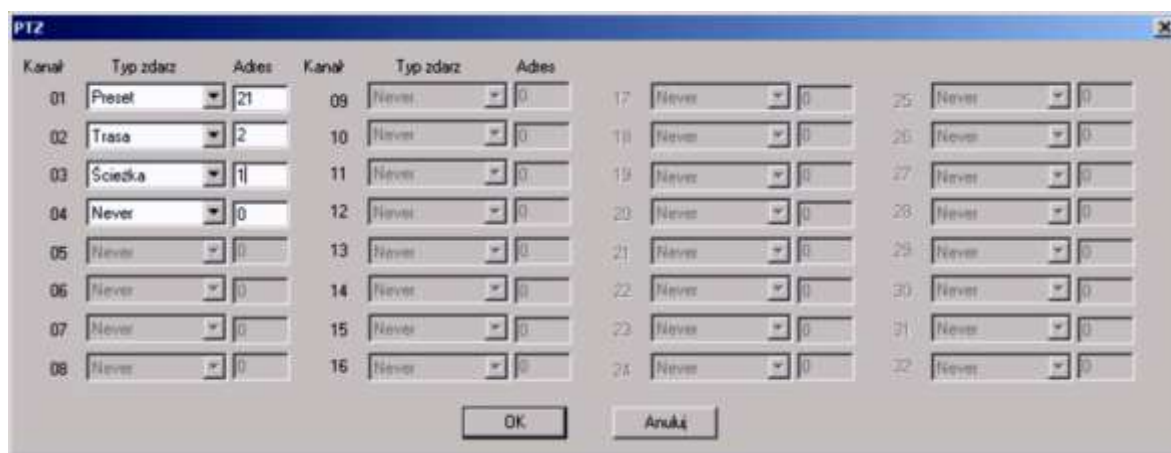 PTZ
Kanał Typ zdarz Adres Kanał Typ zdarz Adres
01 Preset 21 09 Never 0 17 Never 0 25 Never 0
02 Trasa 2 10 Never 0 18 Never 0 26 Never 0
03 Ścieżka 1 11 Never 0 19 Never 0 27 Never 0
04 Never 0 12 Never 0 20 Never 0 28 Never 0
05 Never 0 13 Never 0 21 Never 0 29 Never 0
06 Never 0 14 Never 0 22 Never 0 30 Never 0
07 Never 0 15 Never 0 23 Never 0 31 Never 0
08 Never 0 16 Never 0 24 Never 0 32 Never 0
OK Anuluj